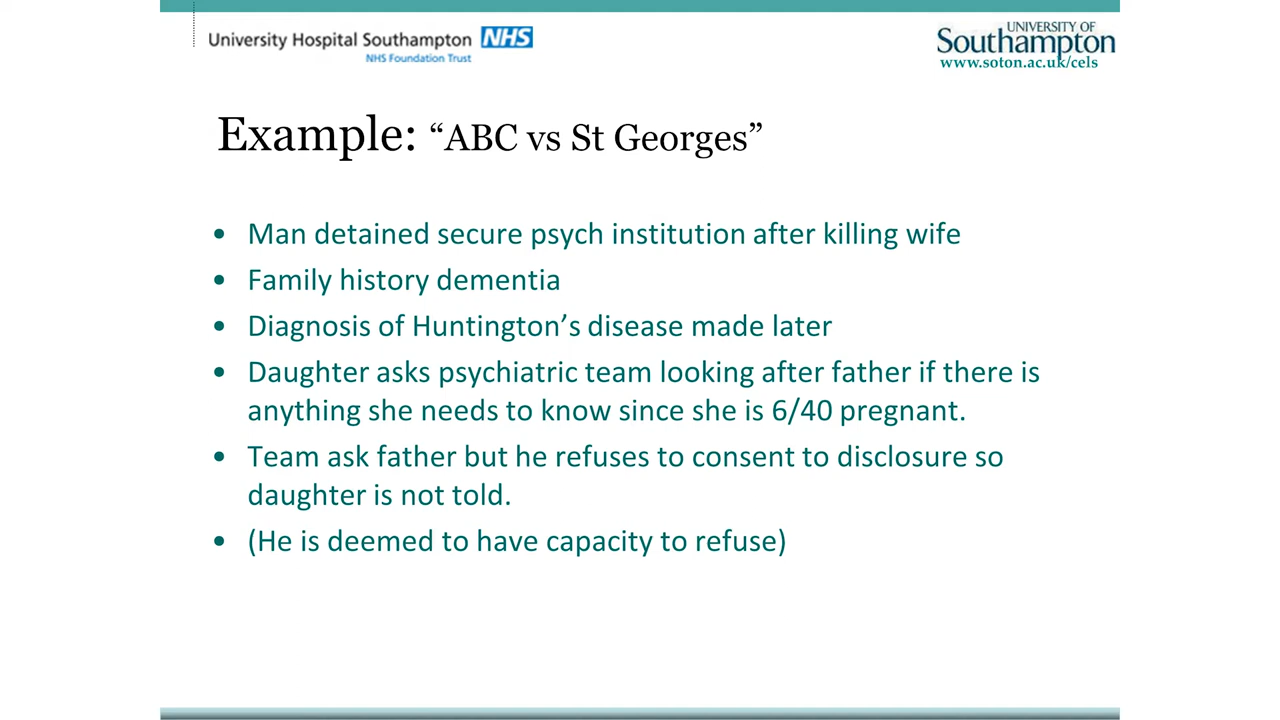 University Hospital Southampton NHS
NHS Foundation Trust
UNIVERSITY OF
Southampton
www.soton.ac.uk/cels
Example: “ABC vs St Georges”
• Man detained secure psych institution after killing wife
• Family history dementia
• Diagnosis of Huntington’s disease made later
• Daughter asks psychiatric team looking after father if there is
anything she needs to know since she is 6/40 pregnant.
• Team ask father but he refuses to consent to disclosure so
daughter is not told.
• (He is deemed to have capacity to refuse)